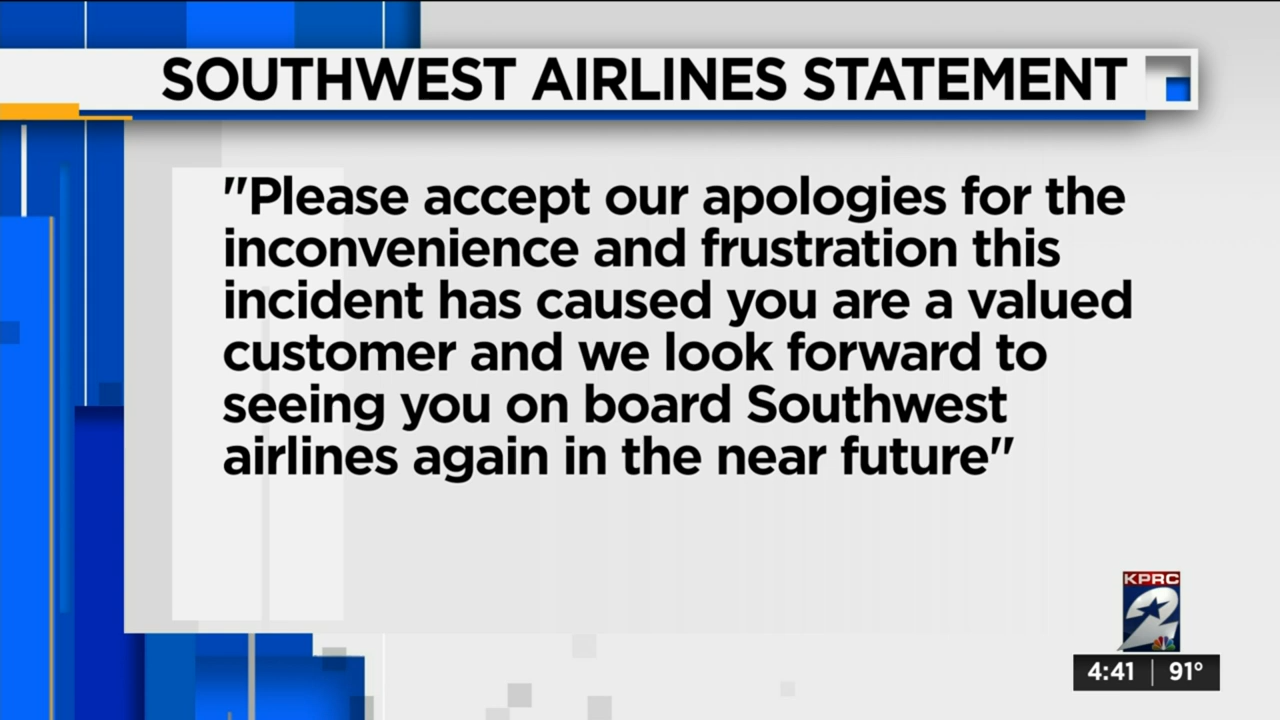 SOUTHWEST AIRLINES STATEMENT
"Please accept our apologies for the
inconvenience and frustration this
incident has caused you are a valued
customer and we look forward to
seeing you on board Southwest
airlines again in the near future"
KPRC
2
4:41 | 91°